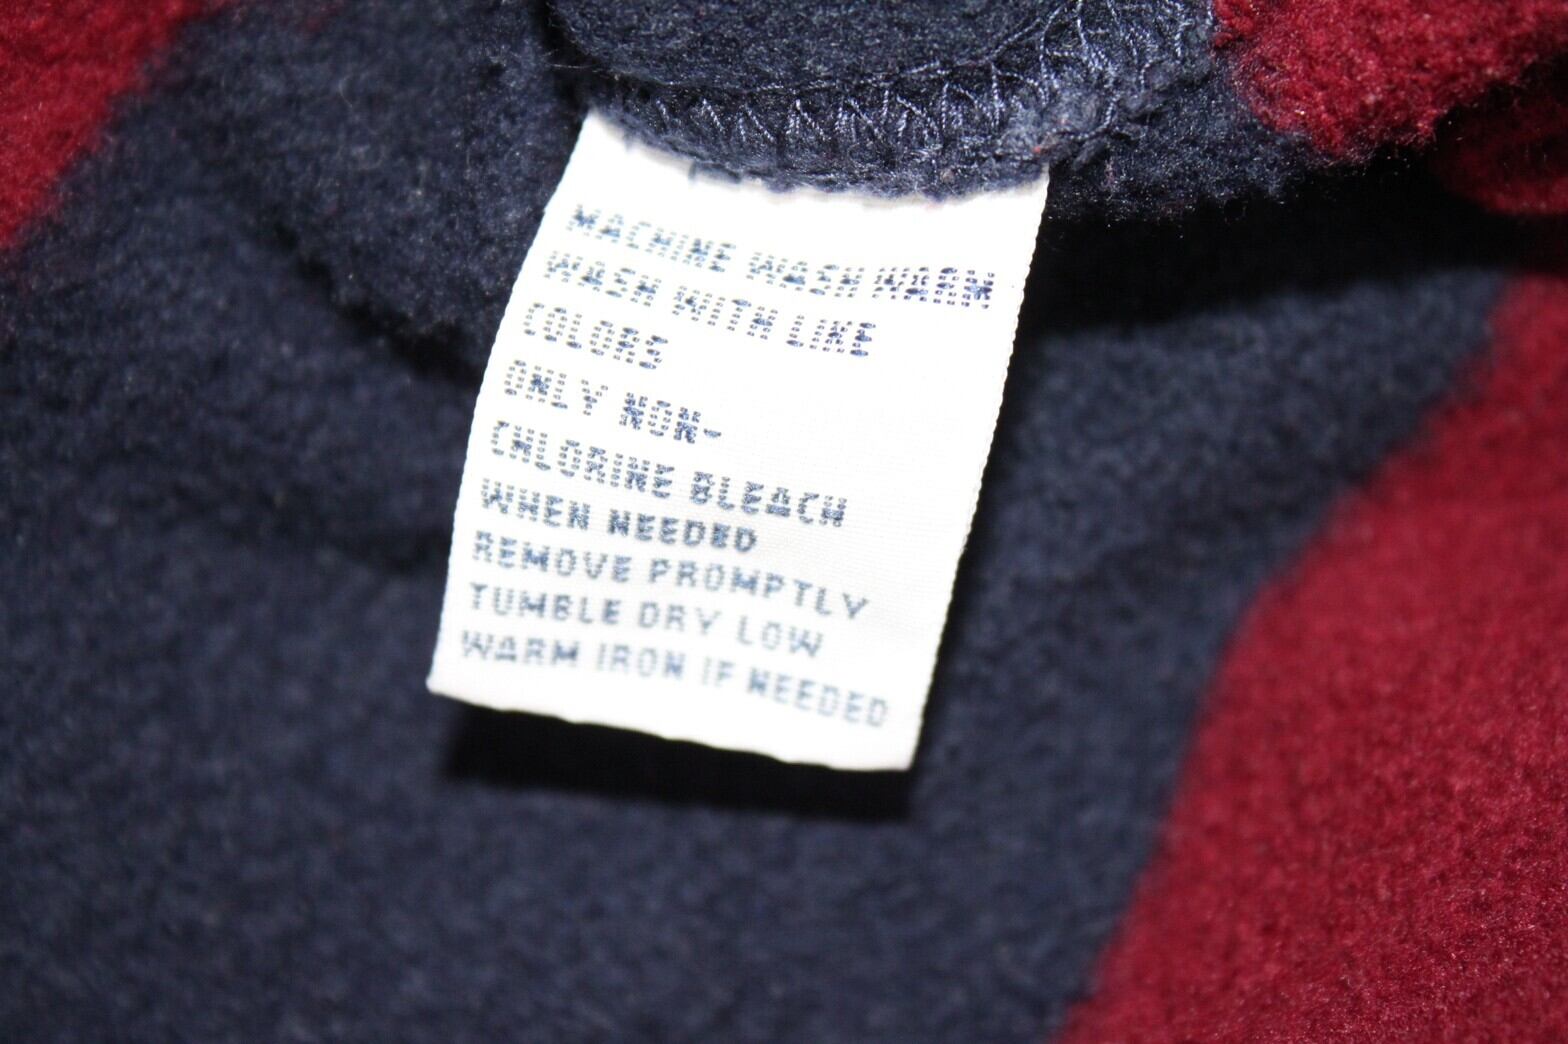 MACHINE WASH WARM
WASH WITH LIKE
COLORS
ONLY NON-
CHLORINE BLEACH
WHEN NEEDED
REMOVE PROMPTLY
TUMBLE DRY LOW
WARM IRON IF NEEDED